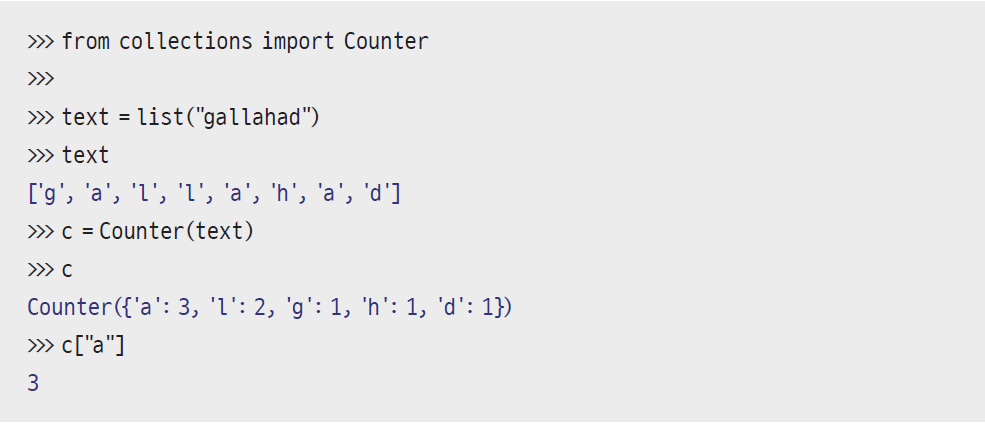 >>> from collections import Counter
>>>
>>> text = list("gallahad")
>>> text
['g', 'a', 'l', 'l', 'a', 'h', 'a', 'd']
>>> c = Counter(text)
>>> c
Counter({'a': 3, 'l': 2, 'g': 1, 'h': 1, 'd': 1})
>>> c["a"]
3